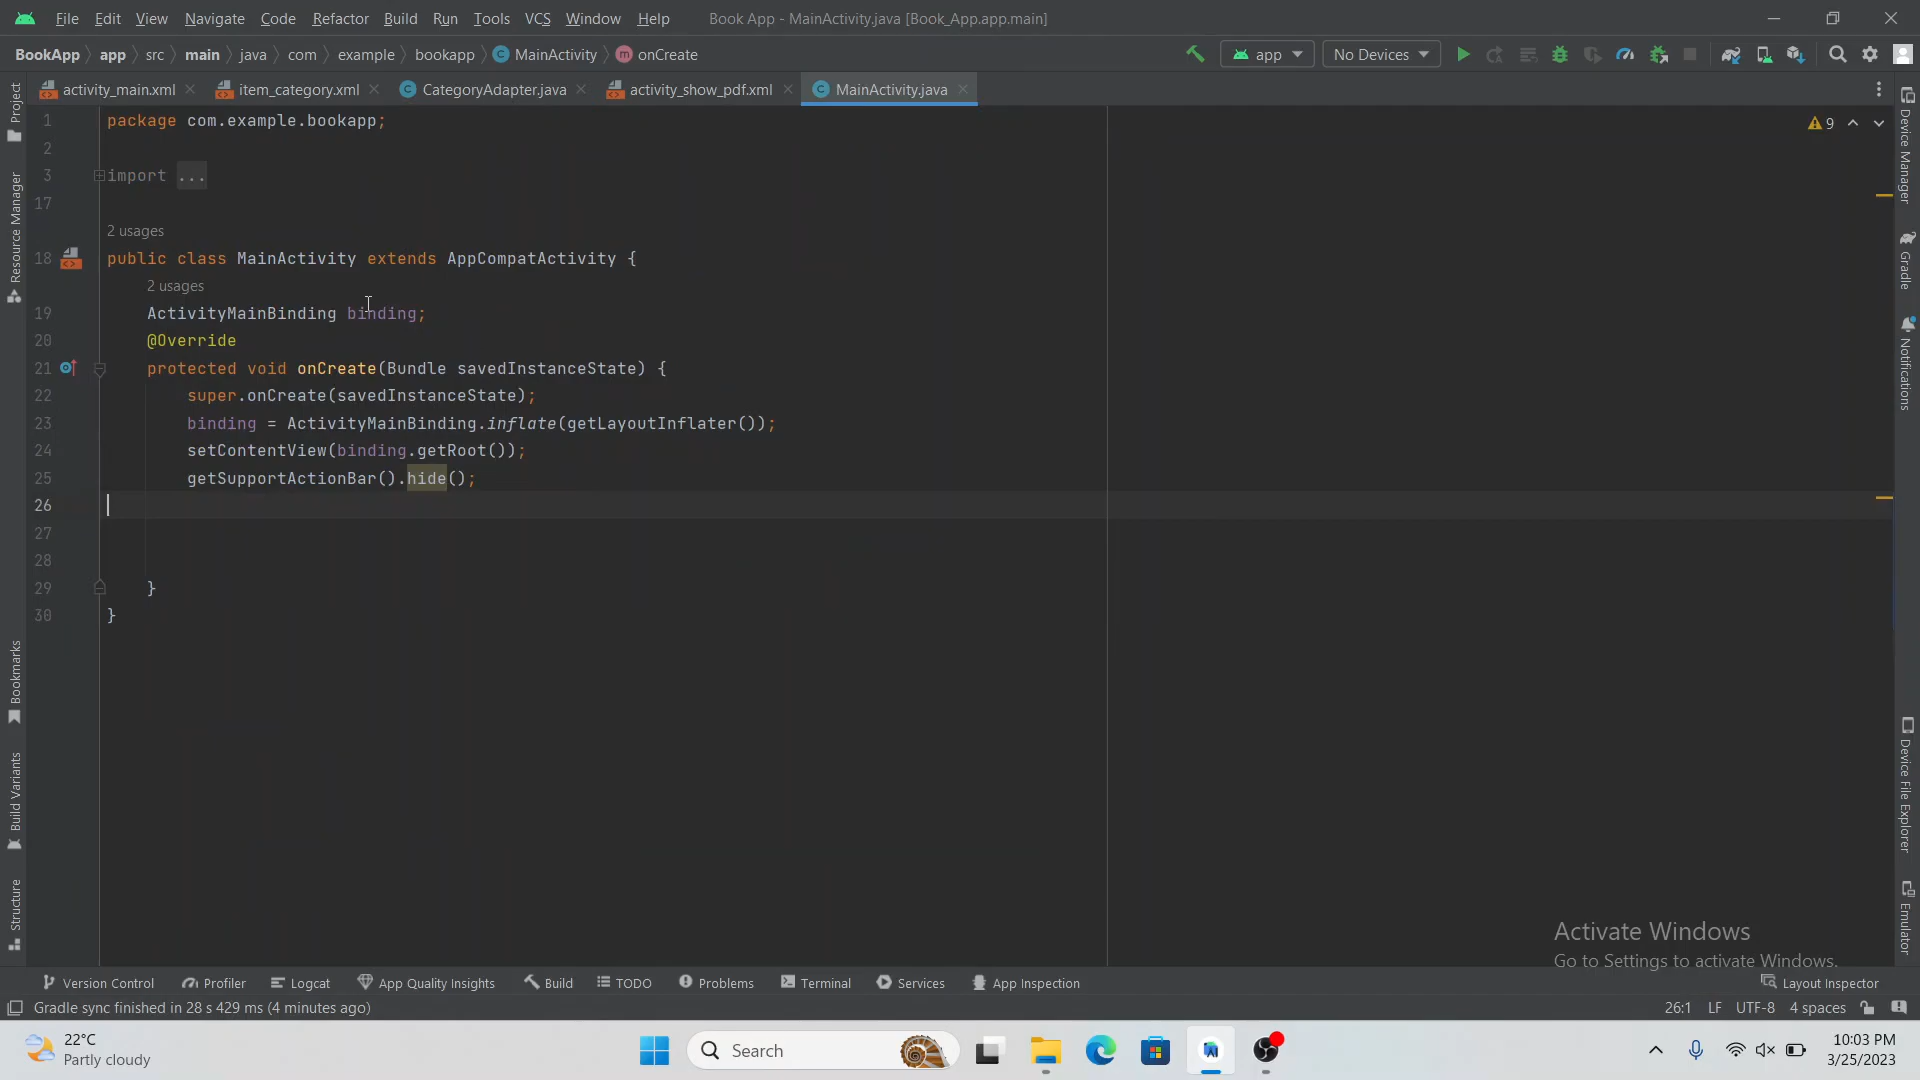 File Edit View Navigate Code Refactor Build Run Tools VCS Window Help Book App - MainActivity.java [Book_App.app.main]
BookApp app src main java com example bookapp MainActivity onCreate app No Devices
activity_main.xml item_category.xml CategoryAdapter.java activity_show_pdf.xml MainActivity.java
Project
Resource Manager
Bookmarks
Build Variants
Structure
1 package com.example.bookapp;
9
2
3 import ...
17
2 usages
18 public class MainActivity extends AppCompatActivity {
2 usages
19 ActivityMainBinding binding;
20 @Override
21 protected void onCreate(Bundle savedInstanceState) {
22 super.onCreate(savedInstanceState);
23 binding = ActivityMainBinding.inflate(getLayoutInflater());
24 setContentView(binding.getRoot());
25 getSupportActionBar().hide();
26
27
28
29 }
30 }
Device Manager
Gradle
Notifications
Device File Explorer
Emulator
Activate Windows
Go to Settings to activate Windows.
Version Control Profiler Logcat App Quality Insights Build TODO Problems Terminal Services App Inspection Layout Inspector
Gradle sync finished in 28 s 429 ms (4 minutes ago) 26:1 LF UTF-8 4 spaces
22°C
Partly cloudy
Search
10:03 PM
3/25/2023